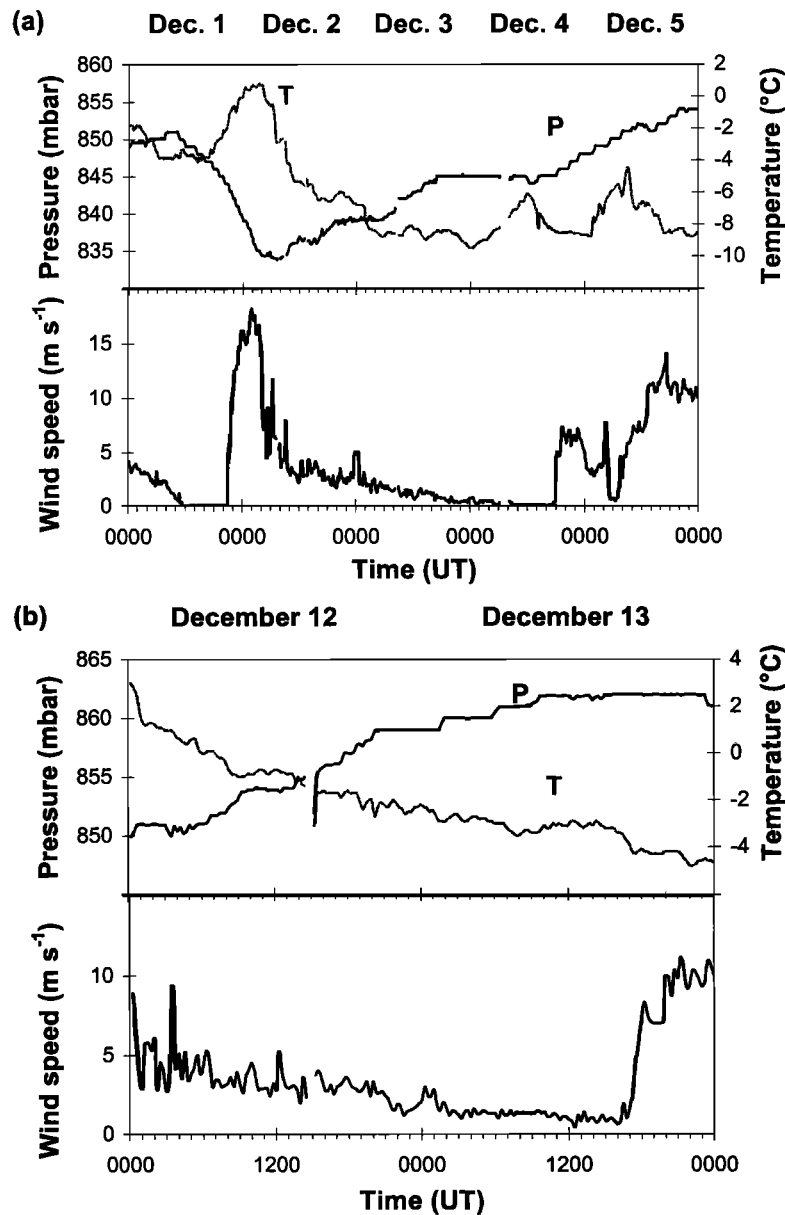 (a) Dec. 1 Dec. 2 Dec. 3 Dec. 4 Dec. 5
860
855
850
845
840
835
Pressure (mbar)
T
P
2
0
-2
-4
-6
-8
-10
Temperature (°C)
15
10
5
0
Wind speed (m s⁻¹)
0000 0000 0000 0000 0000 0000
Time (UT)
(b) December 12 December 13
865
860
855
850
Pressure (mbar)
P
T
4
2
0
-2
-4
Temperature (°C)
10
5
0
Wind speed (m s⁻¹)
0000 1200 0000 1200 0000
Time (UT)